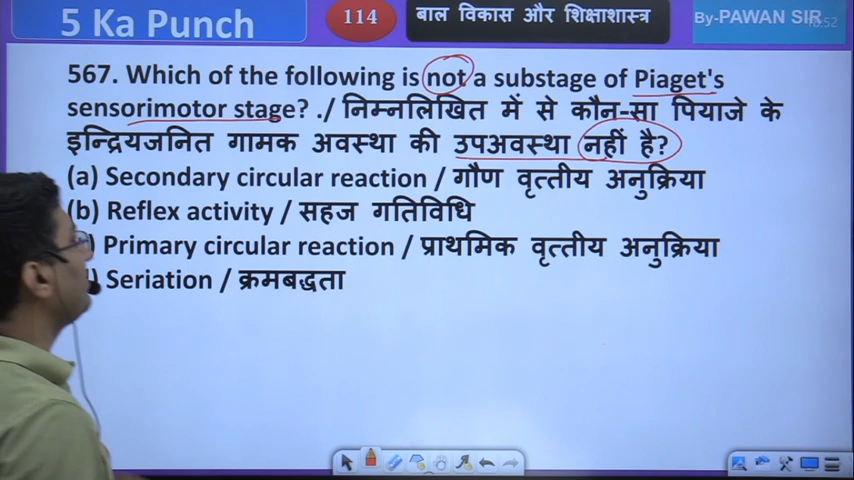 5 Ka Punch
114
बाल विकास और शिक्षाशास्त्र
By-PAWAN SIR
567. Which of the following is not a substage of Piaget's
sensorimotor stage? ./ निम्नलिखित में से कौन-सा पियाजे के
इन्द्रियजनित गामक अवस्था की उपअवस्था नहीं है?
(a) Secondary circular reaction / गौण वृत्तीय अनुक्रिया
(b) Reflex activity / सहज गतिविधि
) Primary circular reaction / प्राथमिक वृत्तीय अनुक्रिया
) Seriation / क्रमबद्धता